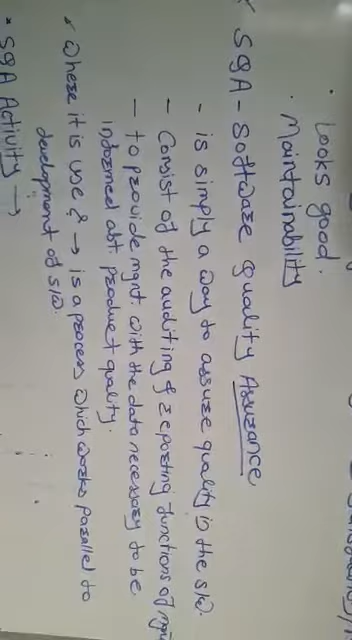 · Looks good.
· Maintainability
* SQA - Software Quality Assurance
- is simply a way to assure quality in the s/w.
- Consist of the auditing & reporting functions of
- to provide mgnt. with the data necessary to be
informed abt. product quality.
* Where it is use? → is a process which works parallel to
development of s/w.
* SQA Activity →